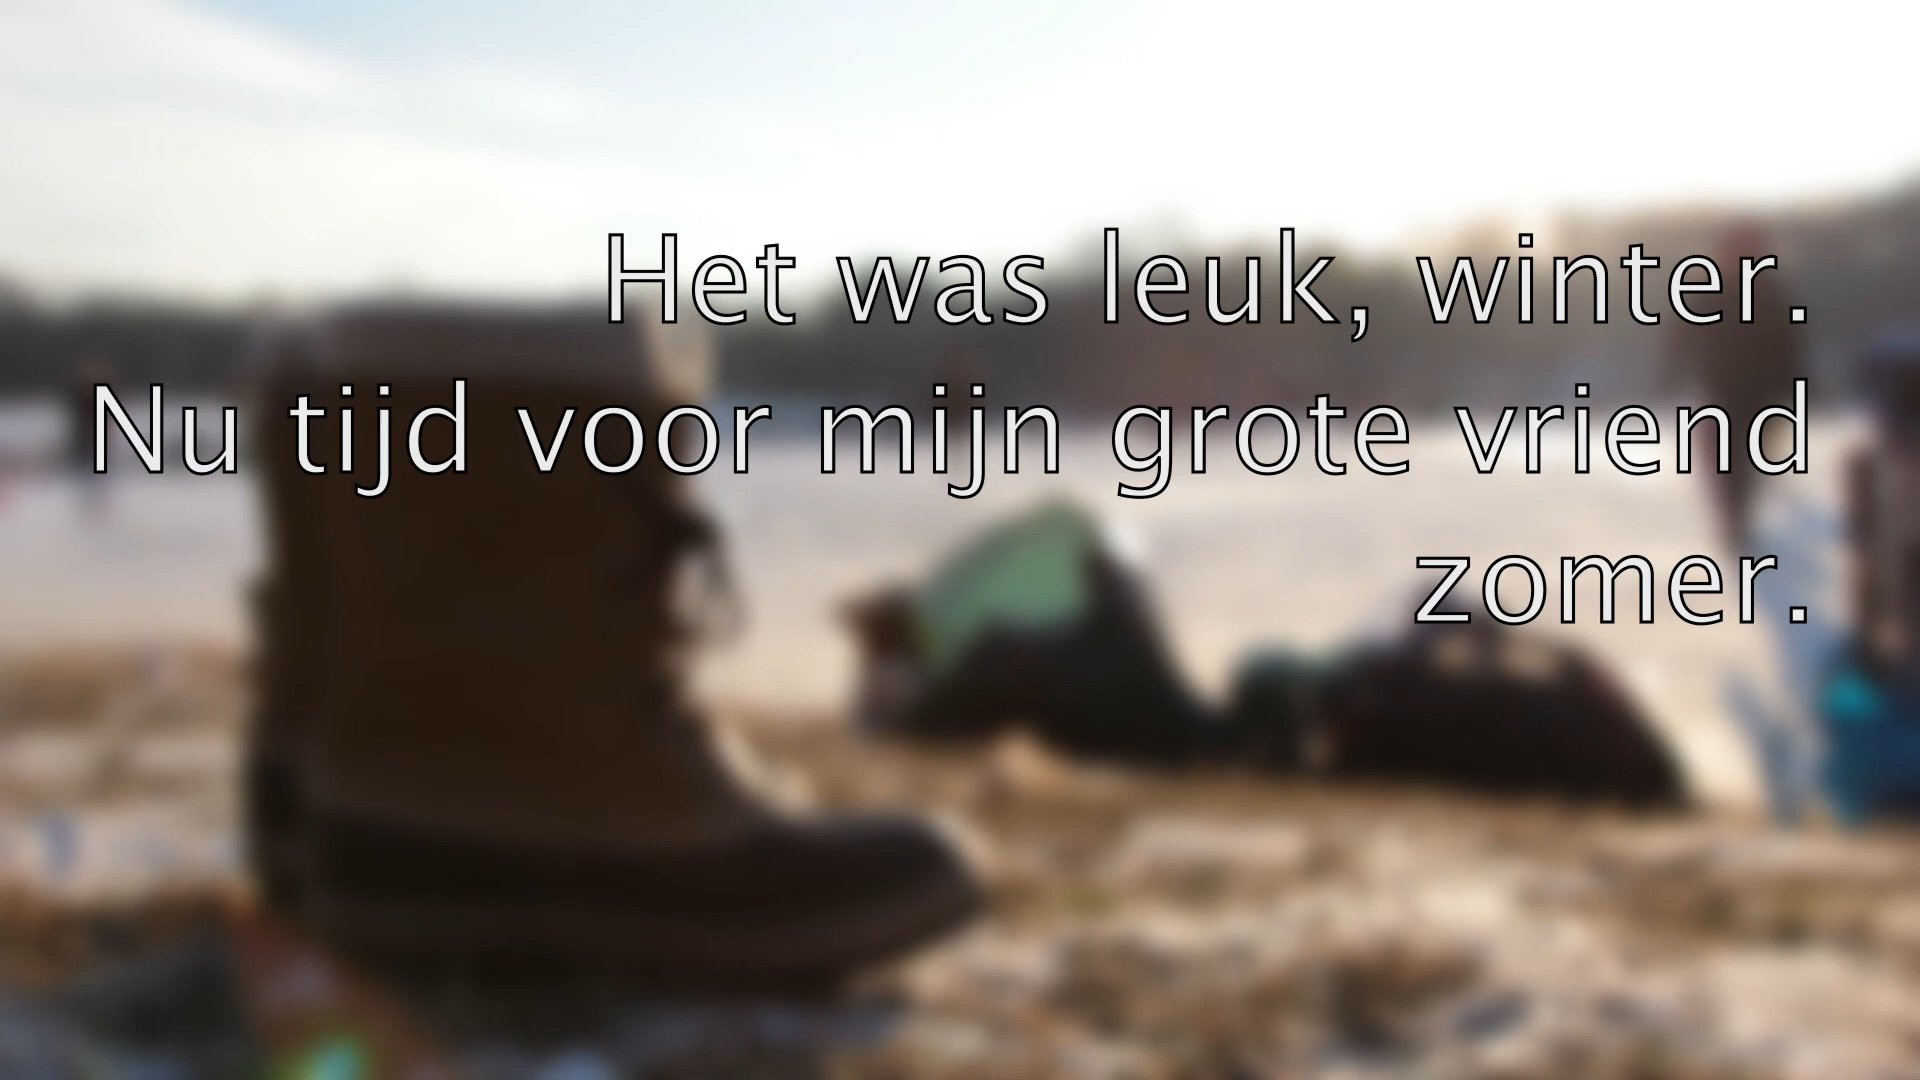 Het was leuk, winter.
Nu tijd voor mijn grote vriend
zomer.